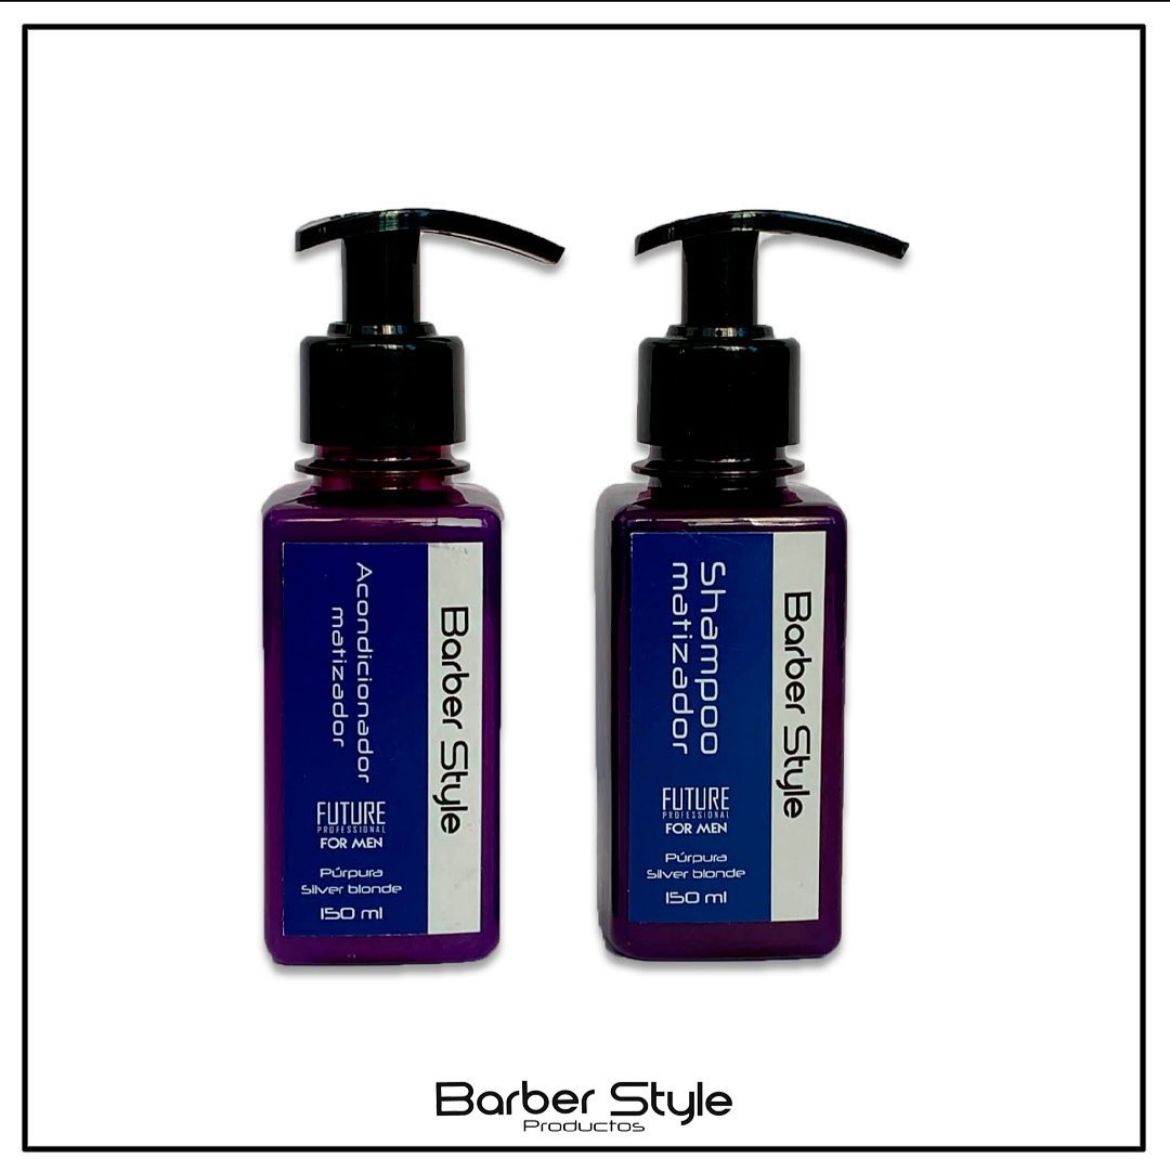 Acondicionador
matizador
Barber Style
FUTURE
PROFESSIONAL
FOR MEN
Púrpura
Silver blonde
150 ml
Shampoo
matizador
Barber Style
FUTURE
PROFESSIONAL
FOR MEN
Púrpura
Silver blonde
150 ml
Barber Style
Productos